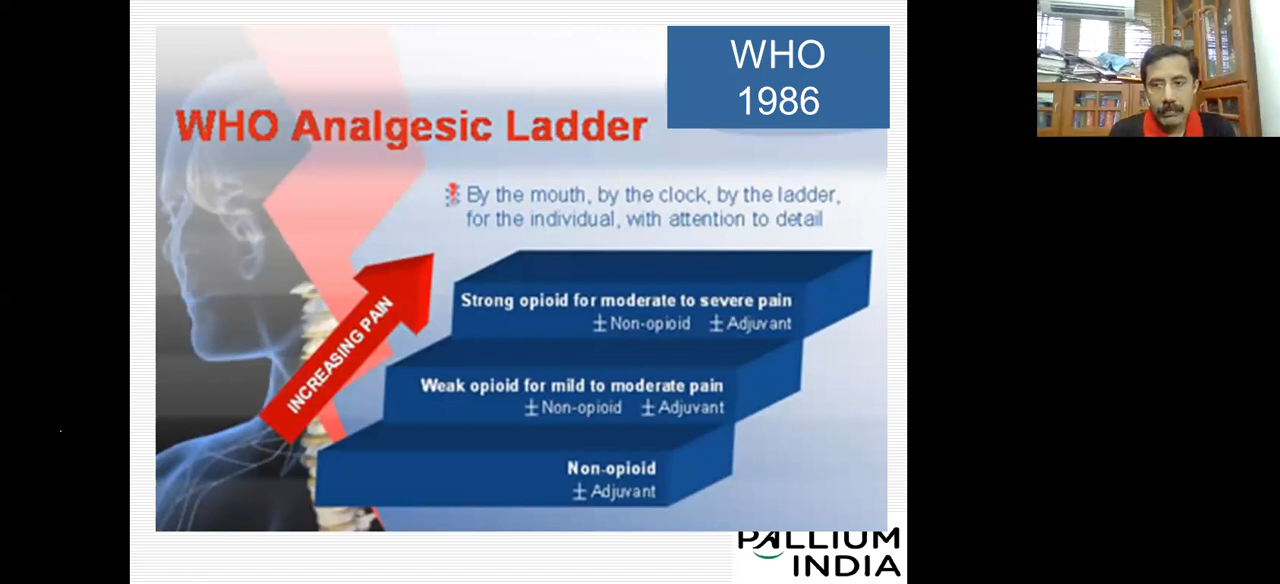 WHO
1986
WHO Analgesic Ladder
By the mouth, by the clock, by the ladder,
for the individual, with attention to detail
INCREASING PAIN
Strong opioid for moderate to severe pain
± Non-opioid ± Adjuvant
Weak opioid for mild to moderate pain
± Non-opioid ± Adjuvant
Non-opioid
± Adjuvant
PALLIUM
INDIA